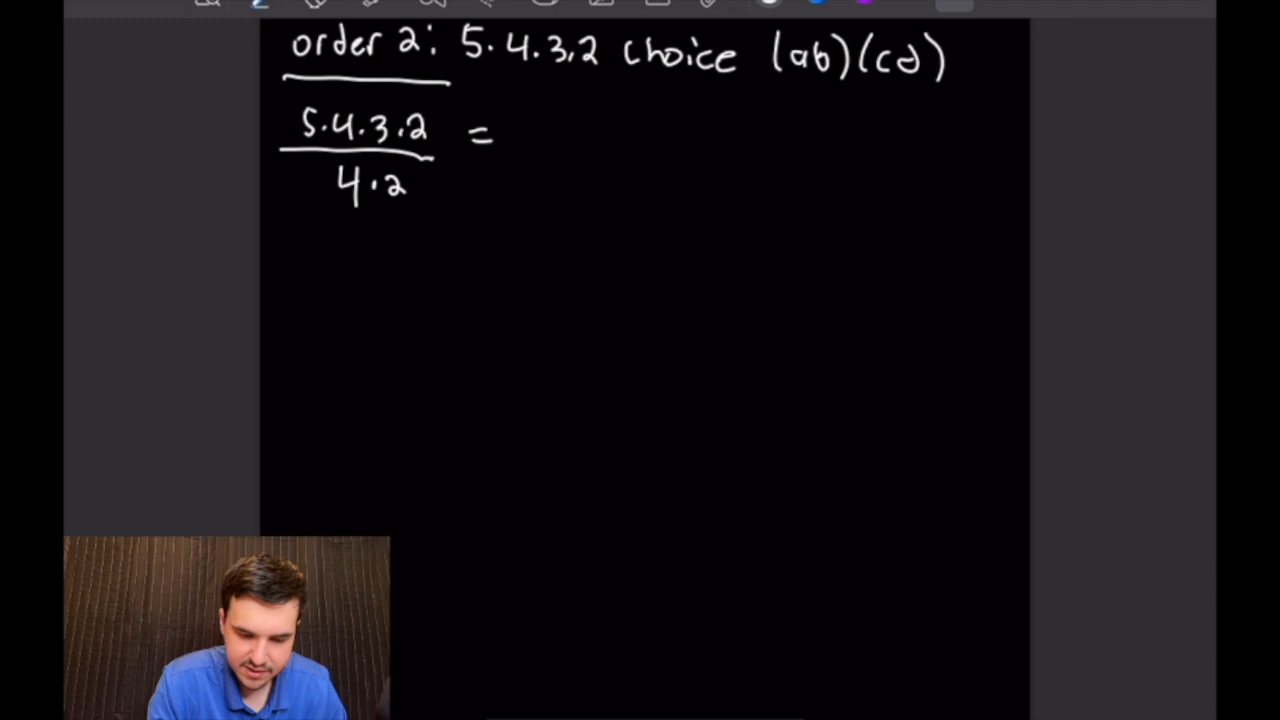 order 2: 5.4.3.2 choice (ab)(cd)
5.4.3.2 =
4.2